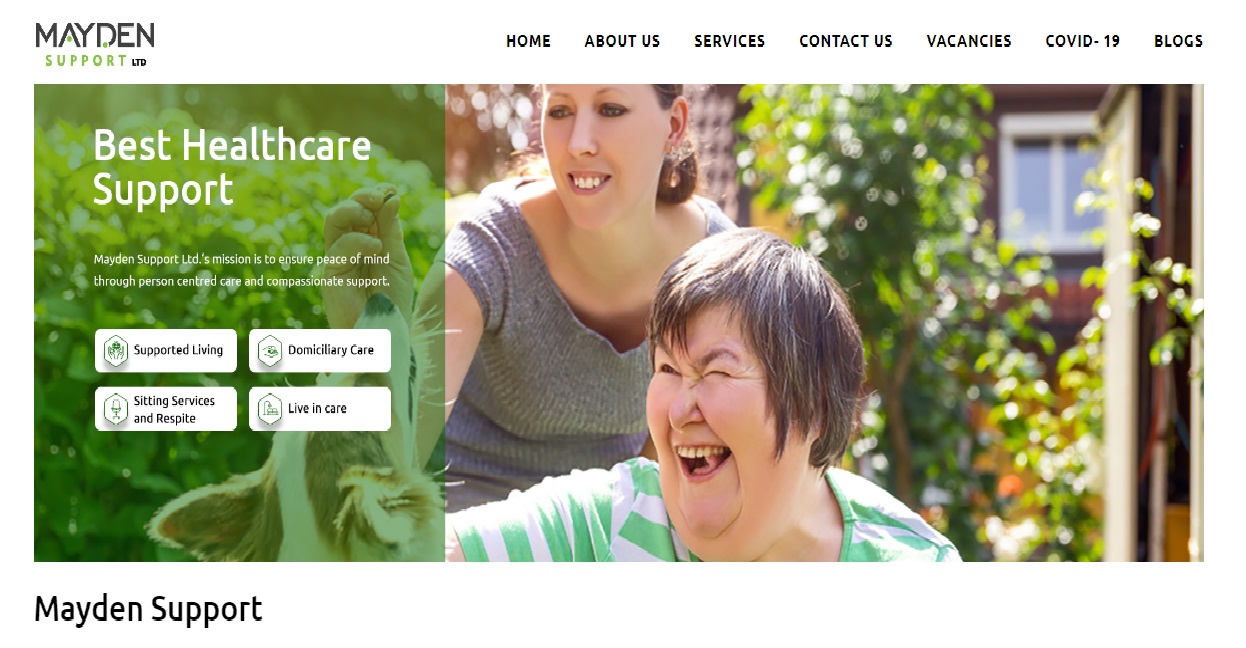 MAYDEN
SUPPORT LTD
HOME ABOUT US SERVICES CONTACT US VACANCIES COVID- 19 BLOGS
Best Healthcare
Support
Mayden Support Ltd.'s mission is to ensure peace of mind
through person centred care and compassionate support.
Supported Living
Domiciliary Care
Sitting Services
and Respite
Live in care
Mayden Support